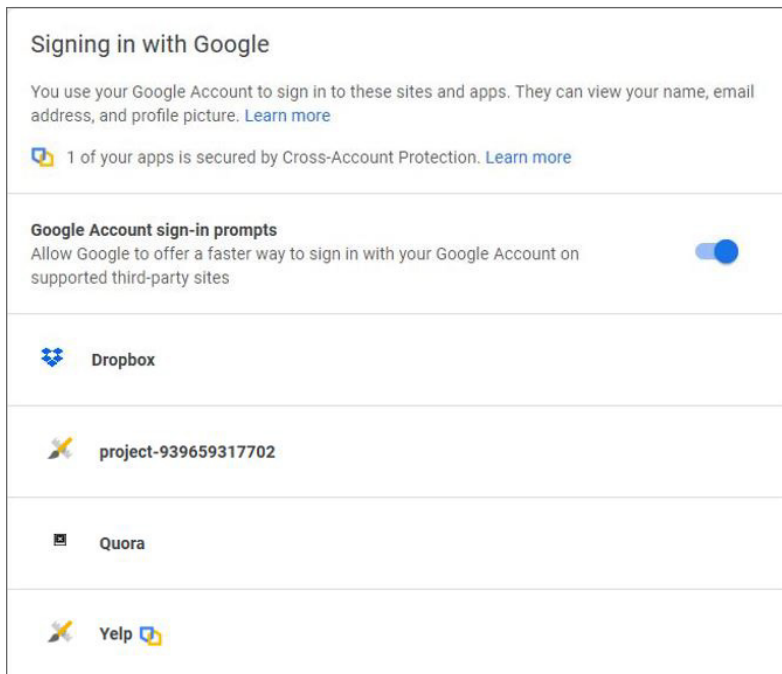 Signing in with Google
You use your Google Account to sign in to these sites and apps. They can view your name, email
address, and profile picture. Learn more
1 of your apps is secured by Cross-Account Protection. Learn more
Google Account sign-in prompts
Allow Google to offer a faster way to sign in with your Google Account on
supported third-party sites
Dropbox
project-939659317702
Quora
Yelp